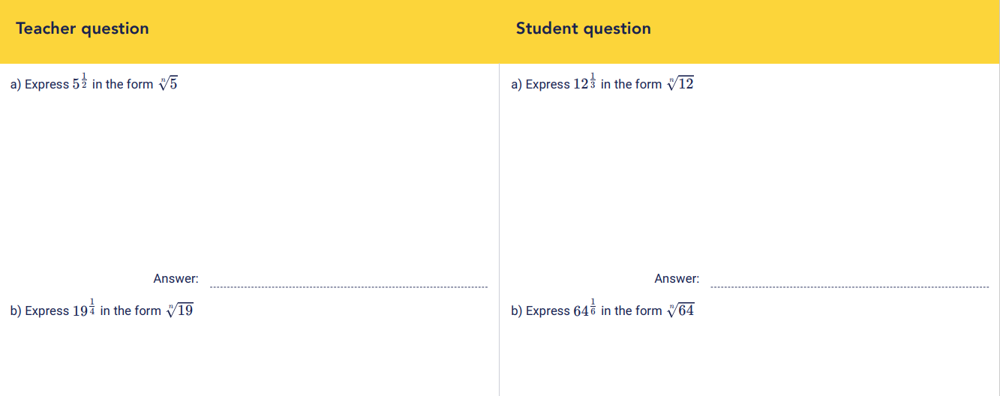 Teacher question
Student question
a) Express $5^{\frac{1}{2}}$ in the form $\sqrt[n]{5}$
a) Express $12^{\frac{1}{3}}$ in the form $\sqrt[n]{12}$
Answer:
Answer:
b) Express $19^{\frac{1}{4}}$ in the form $\sqrt[n]{19}$
b) Express $64^{\frac{1}{6}}$ in the form $\sqrt[n]{64}$